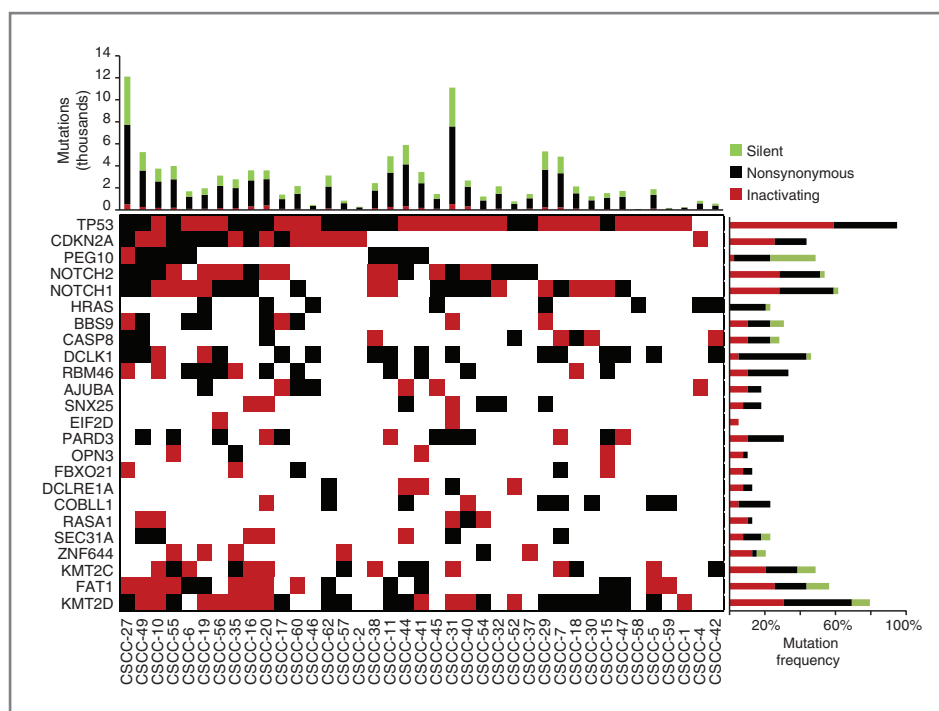 14
12
10
8
6
4
2
0
Mutations
(thousands)
Silent
Nonsynonymous
Inactivating
TP53
CDKN2A
PEG10
NOTCH2
NOTCH1
HRAS
BBS9
CASP8
DCLK1
RBM46
AJUBA
SNX25
EIF2D
PARD3
OPN3
FBXO21
DCLRE1A
COBLL1
RASA1
SEC31A
ZNF644
KMT2C
FAT1
KMT2D
CSCC-27
CSCC-49
CSCC-10
CSCC-55
CSCC-6
CSCC-19
CSCC-56
CSCC-35
CSCC-16
CSCC-20
CSCC-17
CSCC-60
CSCC-46
CSCC-62
CSCC-57
CSCC-2
CSCC-38
CSCC-11
CSCC-44
CSCC-41
CSCC-45
CSCC-31
CSCC-40
CSCC-54
CSCC-32
CSCC-52
CSCC-37
CSCC-29
CSCC-7
CSCC-18
CSCC-30
CSCC-15
CSCC-47
CSCC-58
CSCC-5
CSCC-59
CSCC-1
CSCC-4
CSCC-42
20% 60% 100%
Mutation
frequency